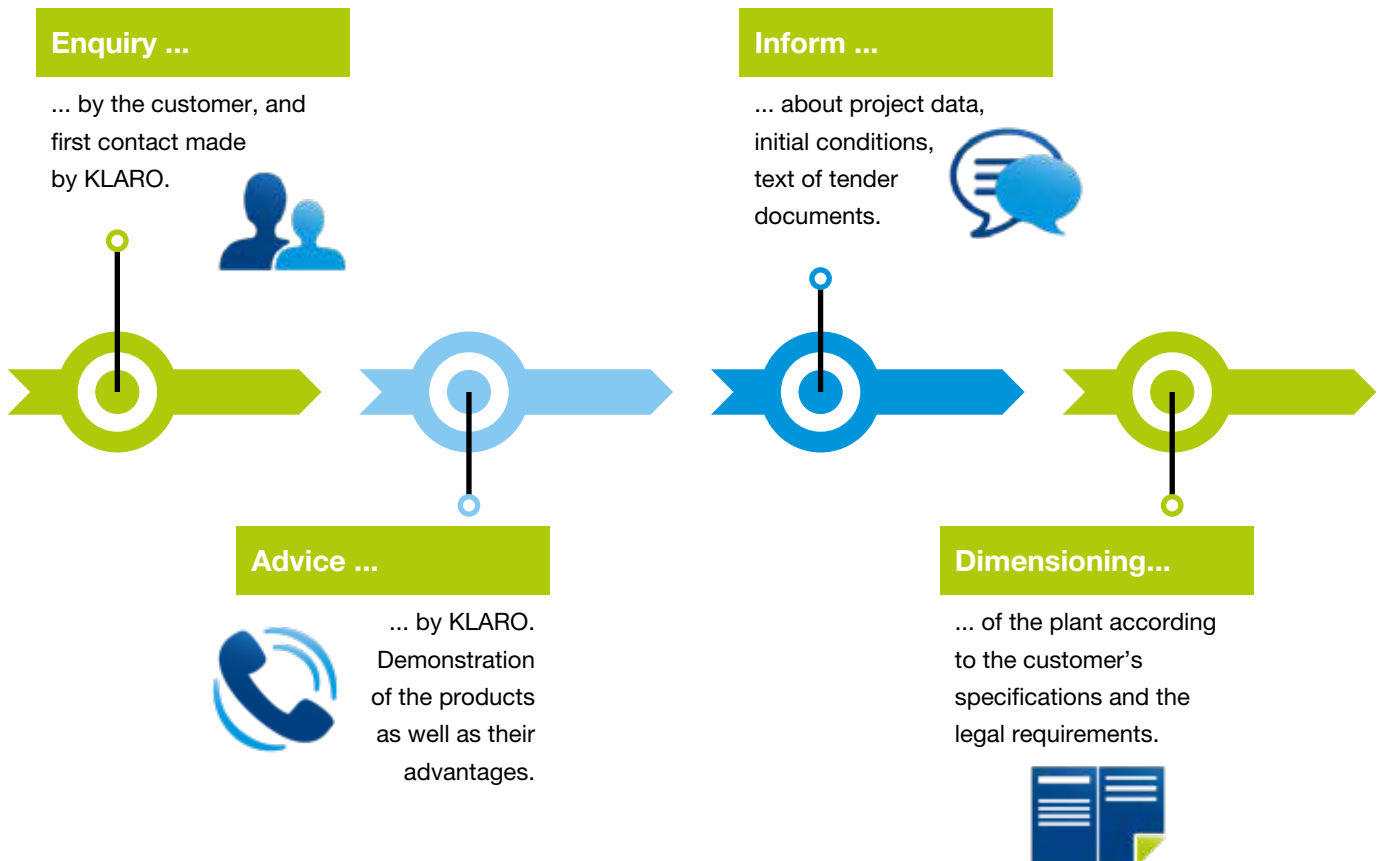 Enquiry ...
... by the customer, and
first contact made
by KLARO.
Advice ...
... by KLARO.
Demonstration
of the products
as well as their
advantages.
Inform ...
... about project data,
initial conditions,
text of tender
documents.
Dimensioning...
... of the plant according
to the customer’s
specifications and the
legal requirements.